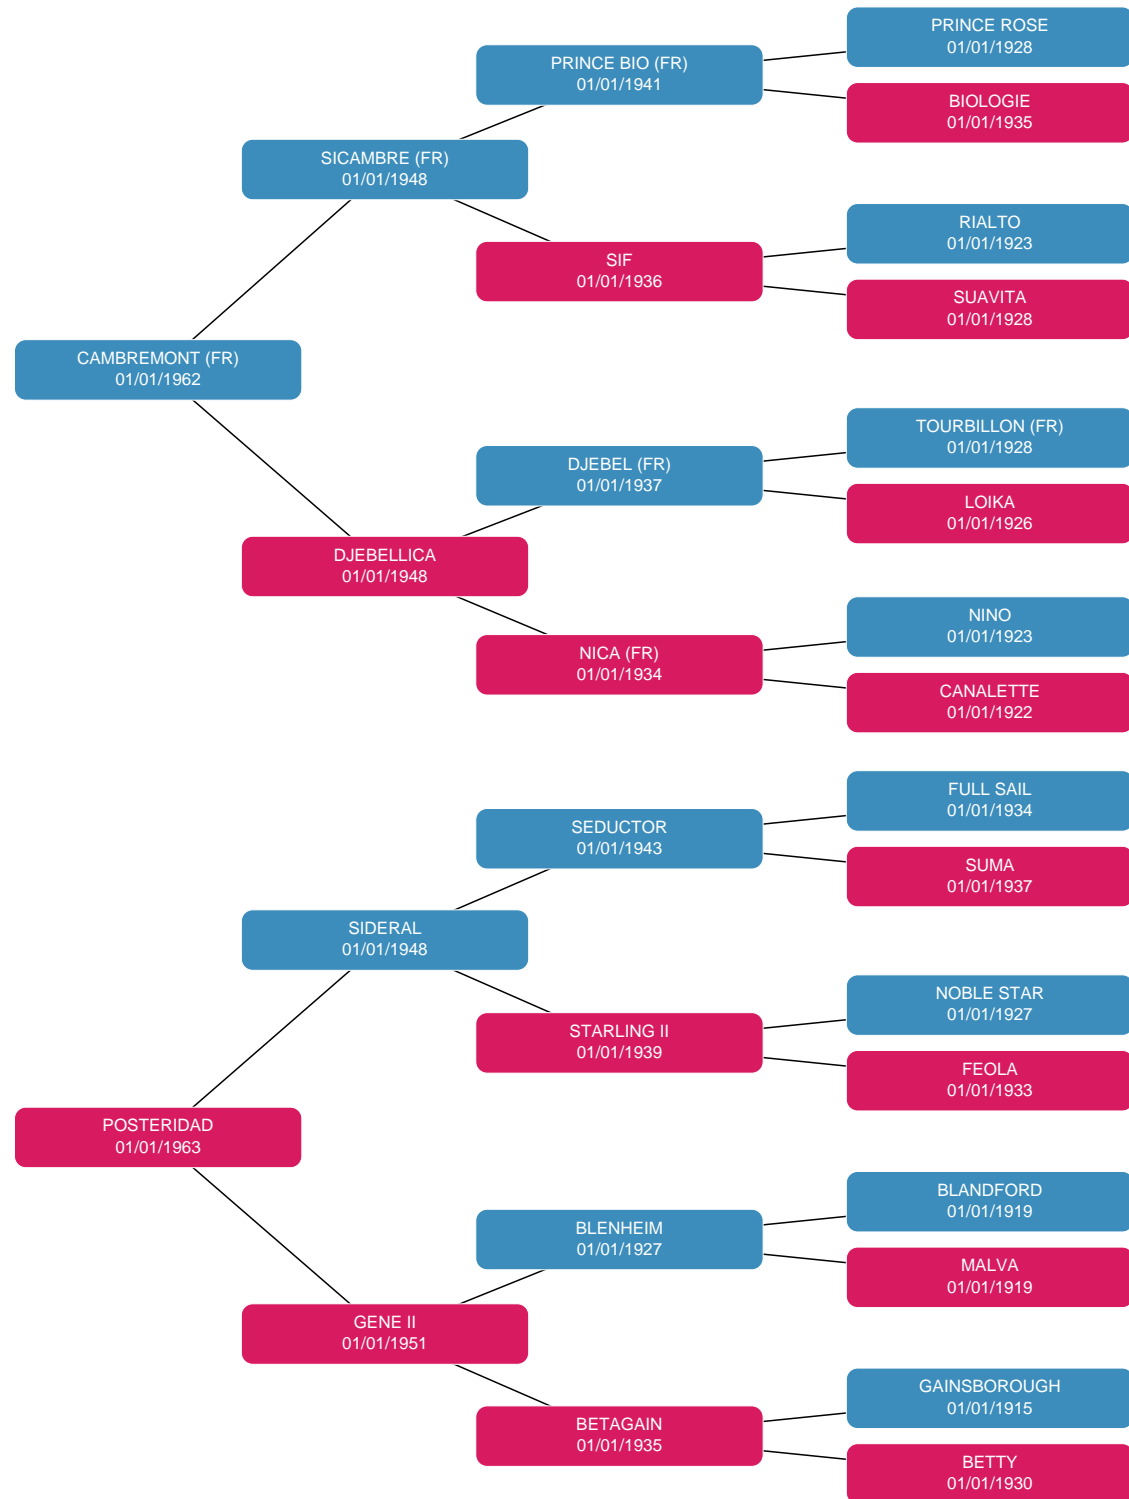 PRINCE ROSE
01/01/1928
PRINCE BIO (FR)
01/01/1941
BIOLOGIE
01/01/1935
SICAMBRE (FR)
01/01/1948
RIALTO
01/01/1923
SIF
01/01/1936
SUAVITA
01/01/1928
CAMBREMONT (FR)
01/01/1962
TOURBILLON (FR)
01/01/1928
DJEBEL (FR)
01/01/1937
LOIKA
01/01/1926
DJEBELLICA
01/01/1948
NINO
01/01/1923
NICA (FR)
01/01/1934
CANALETTE
01/01/1922
FULL SAIL
01/01/1934
SEDUCTOR
01/01/1943
SUMA
01/01/1937
SIDERAL
01/01/1948
NOBLE STAR
01/01/1927
STARLING II
01/01/1939
FEOLA
01/01/1933
POSTERIDAD
01/01/1963
BLANDFORD
01/01/1919
BLENHEIM
01/01/1927
MALVA
01/01/1919
GENE II
01/01/1951
GAINSBOROUGH
01/01/1915
BETAGAIN
01/01/1935
BETTY
01/01/1930